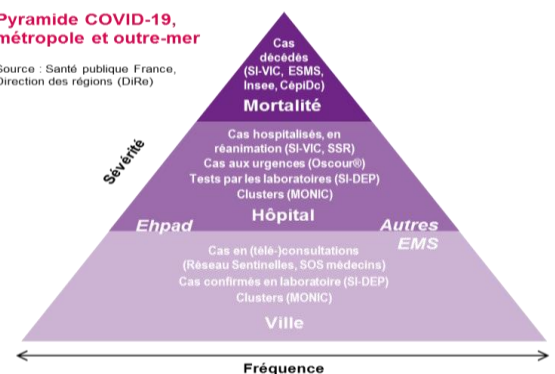 Pyramide COVID-19,
métropole et outre-mer
Source : Santé publique France,
Direction des régions (DiRe)
Cas
décédés
(SI-VIC, ESMS,
Insee, CépiDc)
Mortalité
Sévérité
Cas hospitalisés, en
réanimation (SI-VIC, SSR)
Cas aux urgences (Oscour®)
Tests par les laboratoires (SI-DEP)
Clusters (MONIC)
Hôpital
Ehpad
Autres
EMS
Cas en (télé-)consultations
(Réseau Sentinelles, SOS médecins)
Cas confirmés en laboratoire (SI-DEP)
Clusters (MONIC)
Ville
Fréquence